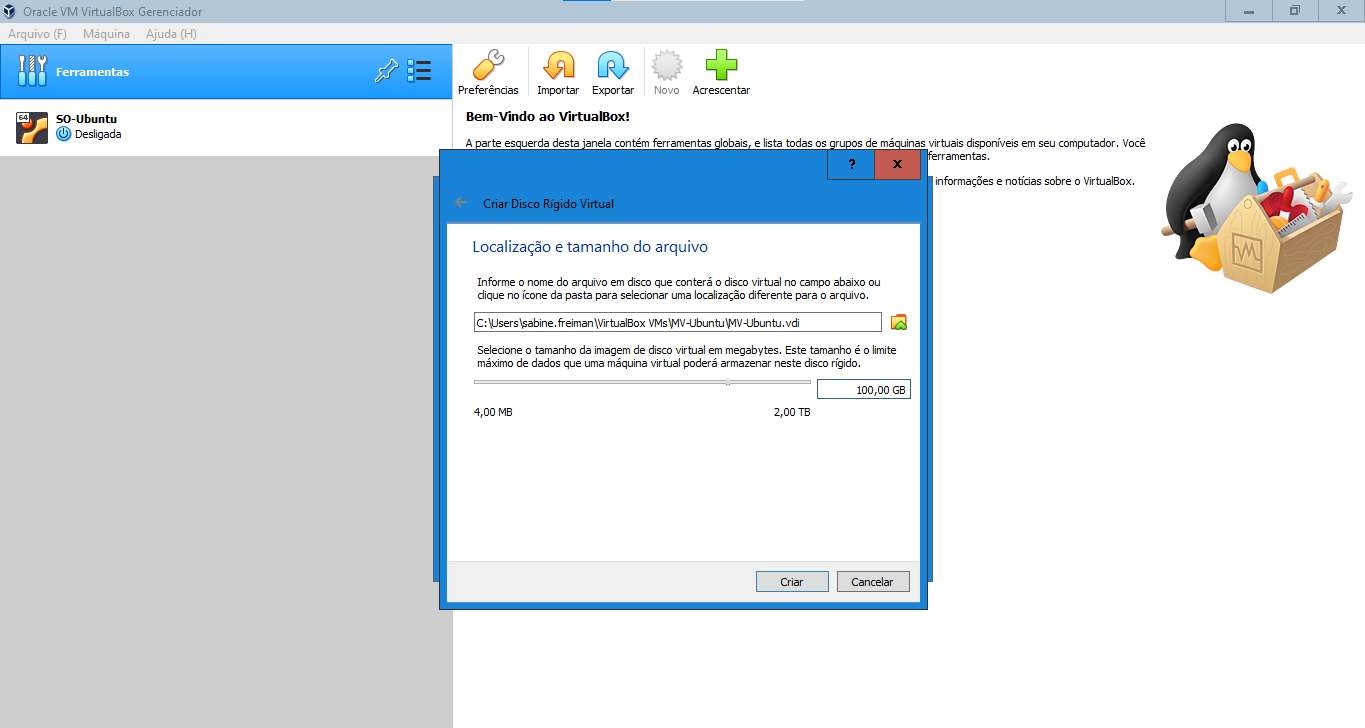 Oracle VM VirtualBox Gerenciador
Arquivo (F) Máquina Ajuda (H)
Ferramentas
Preferências Importar Exportar Novo Acrescentar
64 SO-Ubuntu
Desligada
Bem-Vindo ao VirtualBox!
A parte esquerda desta janela contém ferramentas globais, e lista todas os grupos de máquinas virtuais disponíveis em seu computador. Você
ferramentas.
informações e notícias sobre o VirtualBox.
? X
Criar Disco Rígido Virtual
Localização e tamanho do arquivo
Informe o nome do arquivo em disco que conterá o disco virtual no campo abaixo ou
clique no ícone da pasta para selecionar uma localização diferente para o arquivo.
C:\Users\sabine.freiman\VirtualBox VMs\MV-Ubuntu\MV-Ubuntu.vdi
Selecione o tamanho da imagem de disco virtual em megabytes. Este tamanho é o limite
máximo de dados que uma máquina virtual poderá armazenar neste disco rígido.
100,00 GB
4,00 MB 2,00 TB
Criar Cancelar